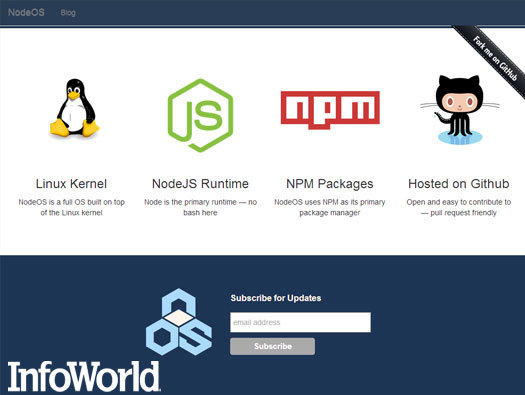 NodeOS Blog
Fork me on GitHub
JS
npm
Linux Kernel NodeJS Runtime NPM Packages Hosted on Github
NodeOS is a full OS built on top
of the Linux kernel
Node is the primary runtime — no
bash here
NodeOS uses NPM as its primary
package manager
Open and easy to contribute to
— pull request friendly
OS
Subscribe for Updates
email address
Subscribe
InfoWorld